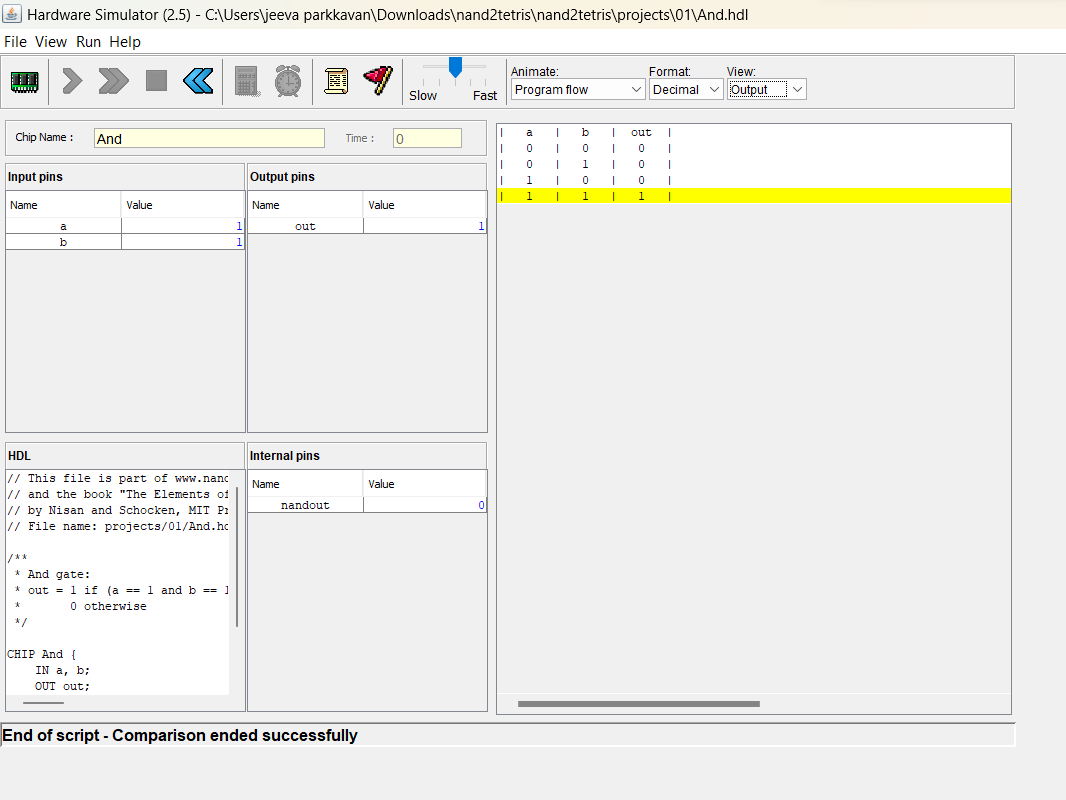 Hardware Simulator (2.5) - C:\Users\jeeva parkkavan\Downloads\nand2tetris\nand2tetris\projects\01\And.hdl
File View Run Help
Slow Fast
Animate: Format: View:
Program flow Decimal Output
Chip Name : And Time : 0
Input pins
Name Value
a 1
b 1
Output pins
Name Value
out 1
HDL
// This file is part of www.nand
// and the book "The Elements of
// by Nisan and Schocken, MIT Pr
// File name: projects/01/And.hd
/**
* And gate:
* out = 1 if (a == 1 and b == 1
* 0 otherwise
*/
CHIP And {
IN a, b;
OUT out;
Internal pins
Name Value
nandout 0
| a | b | out |
| 0 | 0 | 0 |
| 0 | 1 | 0 |
| 1 | 0 | 0 |
| 1 | 1 | 1 |
End of script - Comparison ended successfully